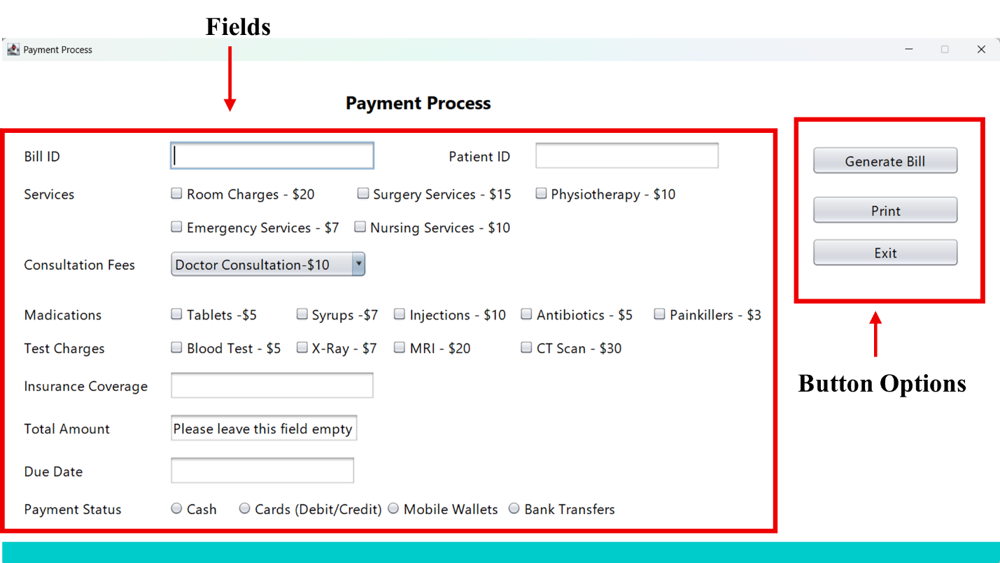 Fields
Payment Process
Payment Process
Bill ID Patient ID
Generate Bill
Services Room Charges - $20 Surgery Services - $15 Physiotherapy - $10
Print
Emergency Services - $7 Nursing Services - $10
Exit
Consultation Fees Doctor Consultation-$10
Madications Tablets -$5 Syrups -$7 Injections - $10 Antibiotics - $5 Painkillers - $3
Test Charges Blood Test - $5 X-Ray - $7 MRI - $20 CT Scan - $30
Button Options
Insurance Coverage
Total Amount Please leave this field empty
Due Date
Payment Status Cash Cards (Debit/Credit) Mobile Wallets Bank Transfers